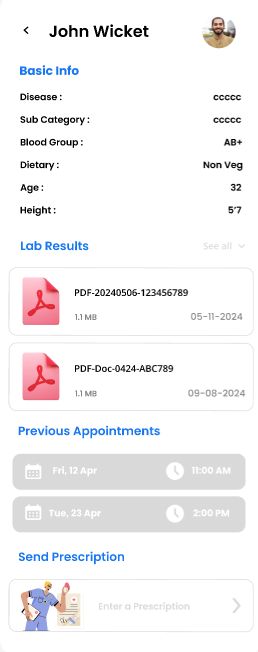 John Wicket
Basic Info
Disease : ccccc
Sub Category : ccccc
Blood Group : AB+
Dietary : Non Veg
Age : 32
Height : 5'7
Lab Results See all
PDF-20240506-123456789
1.1 MB 05-11-2024
PDF-Doc-0424-ABC789
1.1 MB 09-08-2024
Previous Appointments
Fri, 12 Apr 11:00 AM
Tue, 23 Apr 2:00 PM
Send Prescription
Enter a Prescription